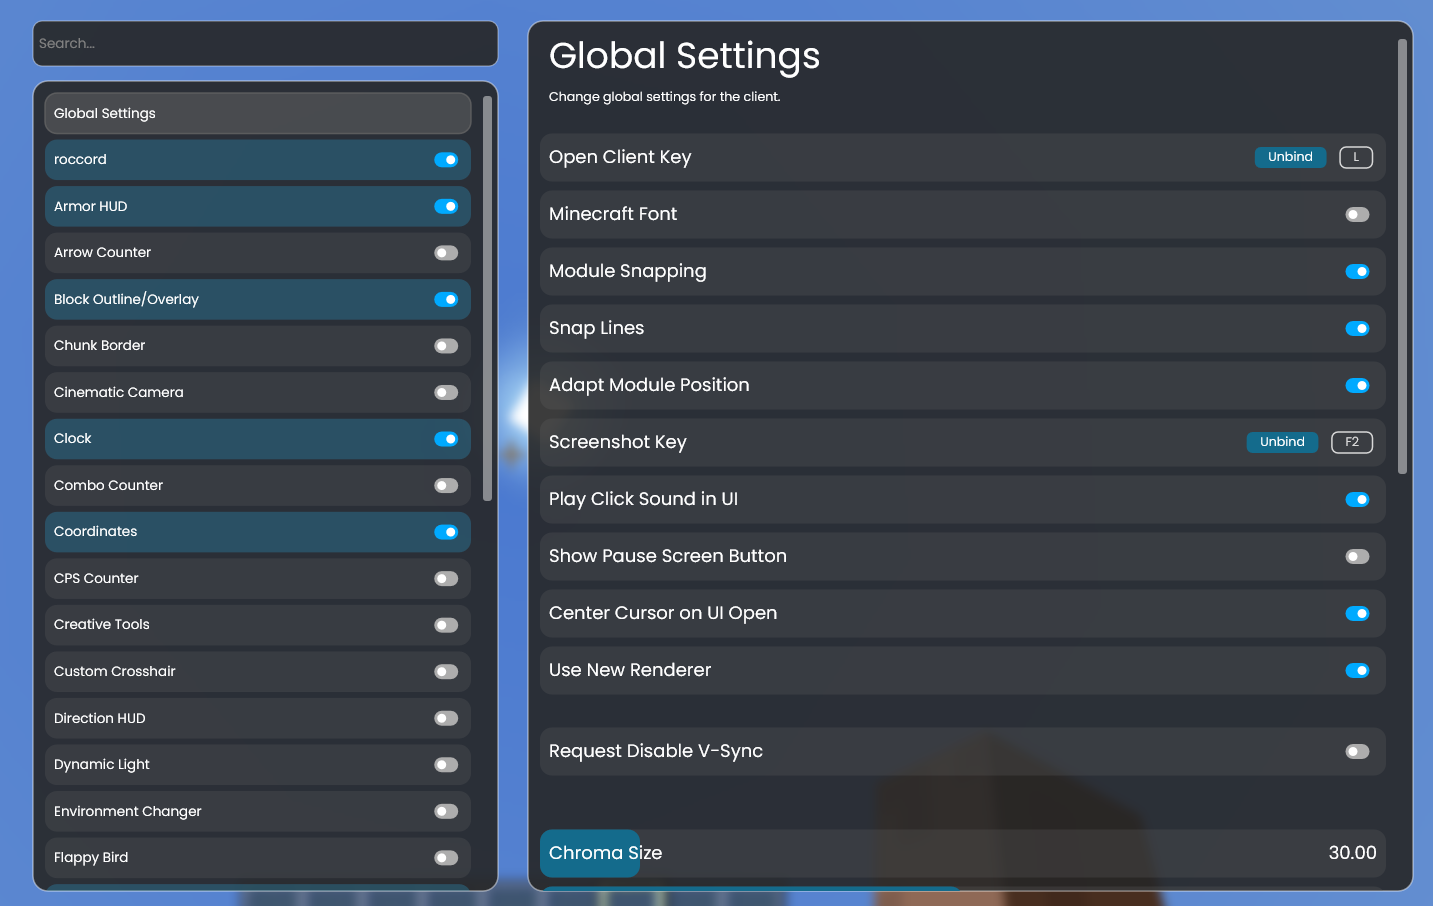 Search...
Global Settings
roccord
Armor HUD
Arrow Counter
Block Outline/Overlay
Chunk Border
Cinematic Camera
Clock
Combo Counter
Coordinates
CPS Counter
Creative Tools
Custom Crosshair
Direction HUD
Dynamic Light
Environment Changer
Flappy Bird
Global Settings
Change global settings for the client.
Open Client Key Unbind L
Minecraft Font
Module Snapping
Snap Lines
Adapt Module Position
Screenshot Key Unbind F2
Play Click Sound in UI
Show Pause Screen Button
Center Cursor on UI Open
Use New Renderer
Request Disable V-Sync
Chroma Size 30.00